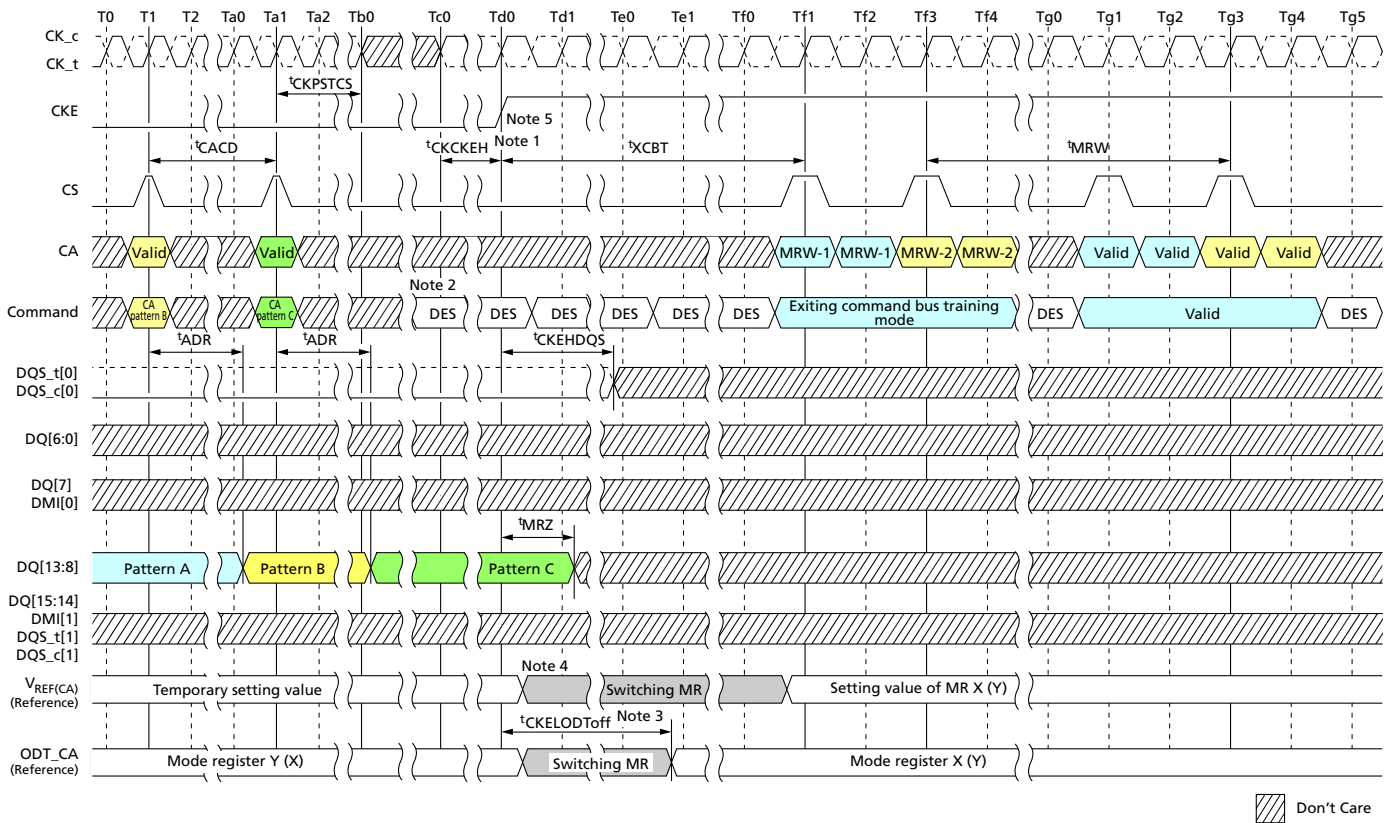 T0 T1 T2 Ta0 Ta1 Ta2 Tb0 Tc0 Td0 Td1 Te0 Te1 Tf0 Tf1 Tf2 Tf3 Tf4 Tg0 Tg1 Tg2 Tg3 Tg4 Tg5
CK_c
CK_t
tCKPSTCS
CKE
Note 5
Note 1
tCACD tCKCKEH tXCBT tMRW
CS
CA Valid Valid MRW-1 MRW-1 MRW-2 MRW-2 Valid Valid Valid Valid
Note 2
Command CA pattern B CA pattern C DES DES DES DES DES DES Exiting command bus training mode DES Valid DES
tADR tADR tCKEHDQS
DQS_t[0]
DQS_c[0]
DQ[6:0]
DQ[7]
DMI[0]
tMRZ
DQ[13:8] Pattern A Pattern B Pattern C
DQ[15:14]
DMI[1]
DQS_t[1]
DQS_c[1]
Note 4
VREF(CA)
(Reference)
Temporary setting value Switching MR Setting value of MR X (Y)
tCKELODToff Note 3
ODT_CA
(Reference)
Mode register Y (X) Switching MR Mode register X (Y)
Don't Care